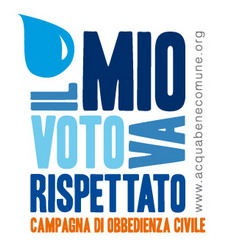 IL MIO
VOTO VA
RISPETTATO
CAMPAGNA DI OBBEDIENZA CIVILE
www.acquabenecomune.org